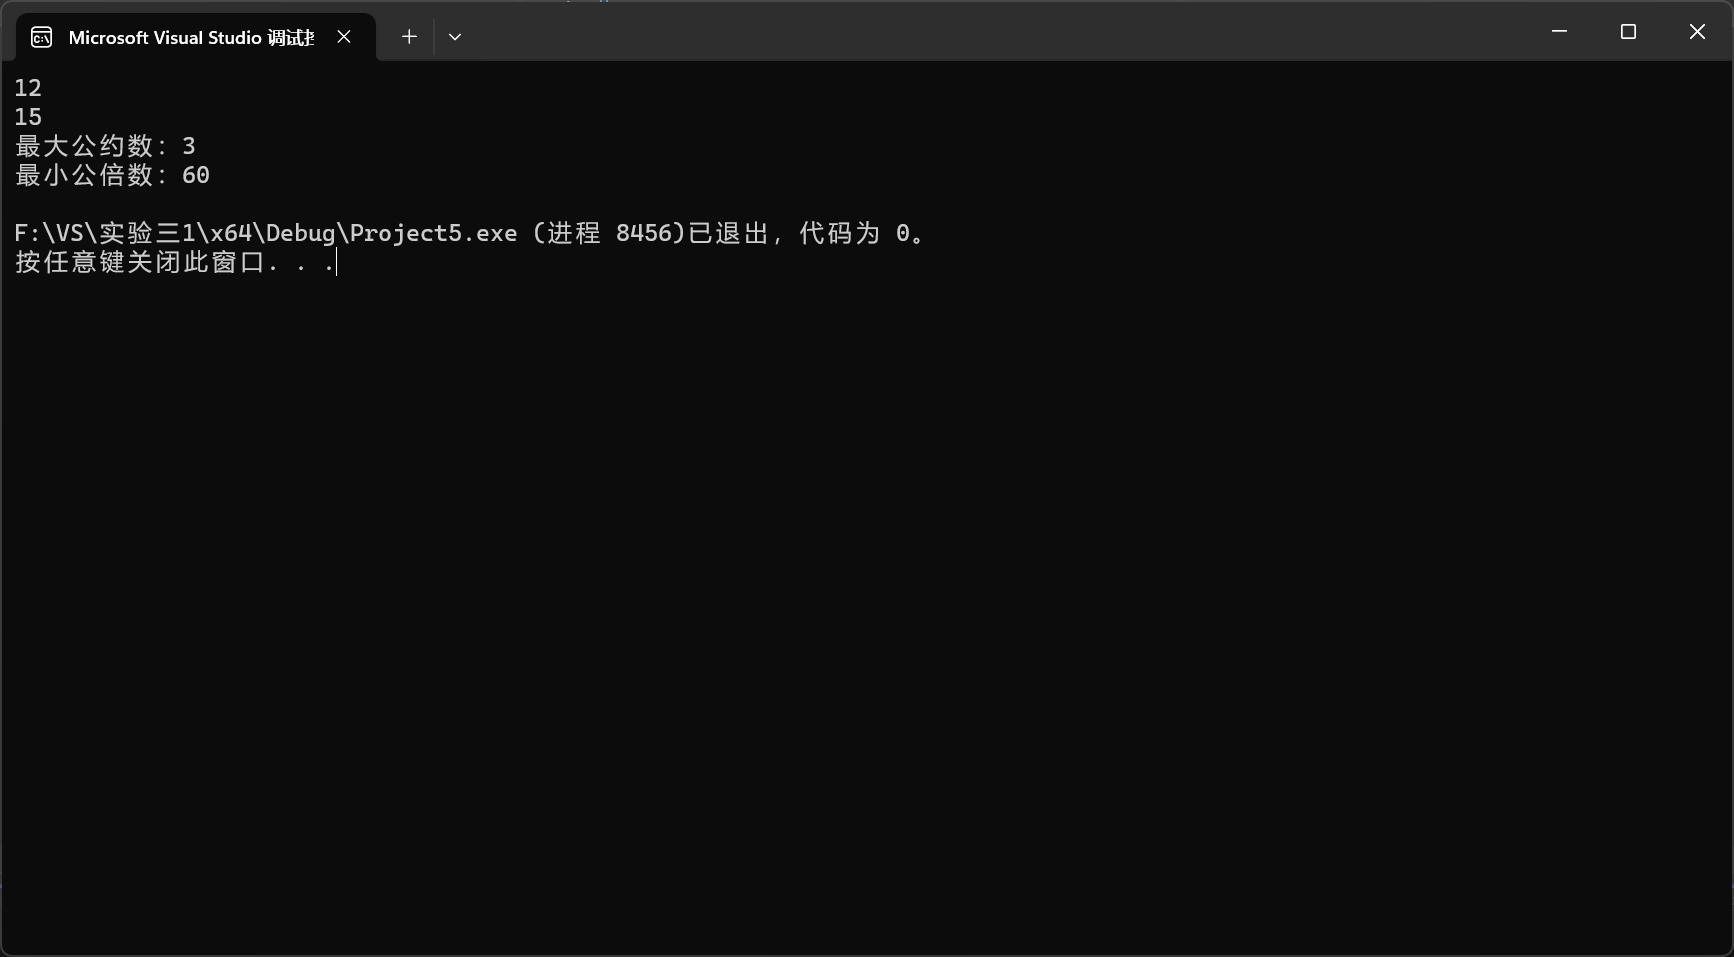 Microsoft Visual Studio 调试
12
15
最大公约数：3
最小公倍数：60
F:\VS\实验三1\x64\Debug\Project5.exe (进程 8456)已退出，代码为 0。
按任意键关闭此窗口. . .